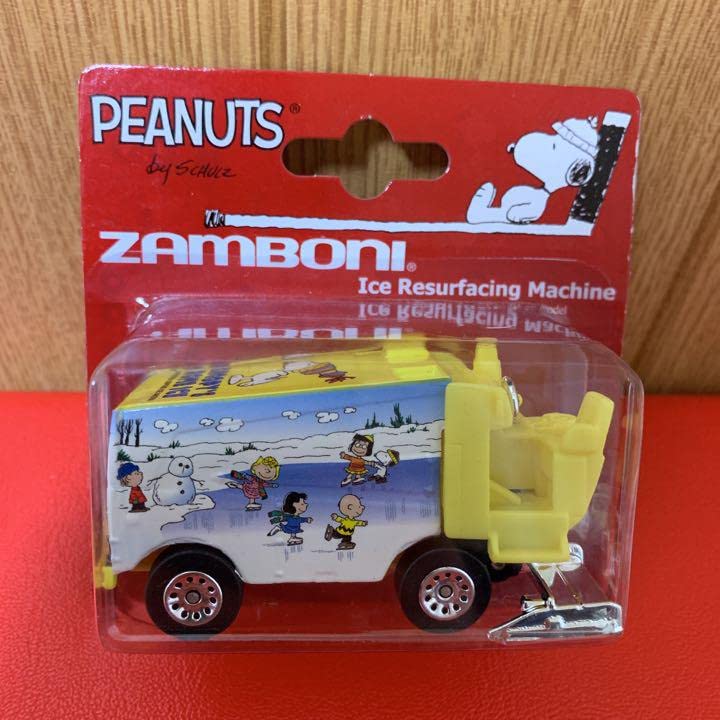 PEANUTS®
by SCHULZ
ZAMBONI®
Ice Resurfacing Machine